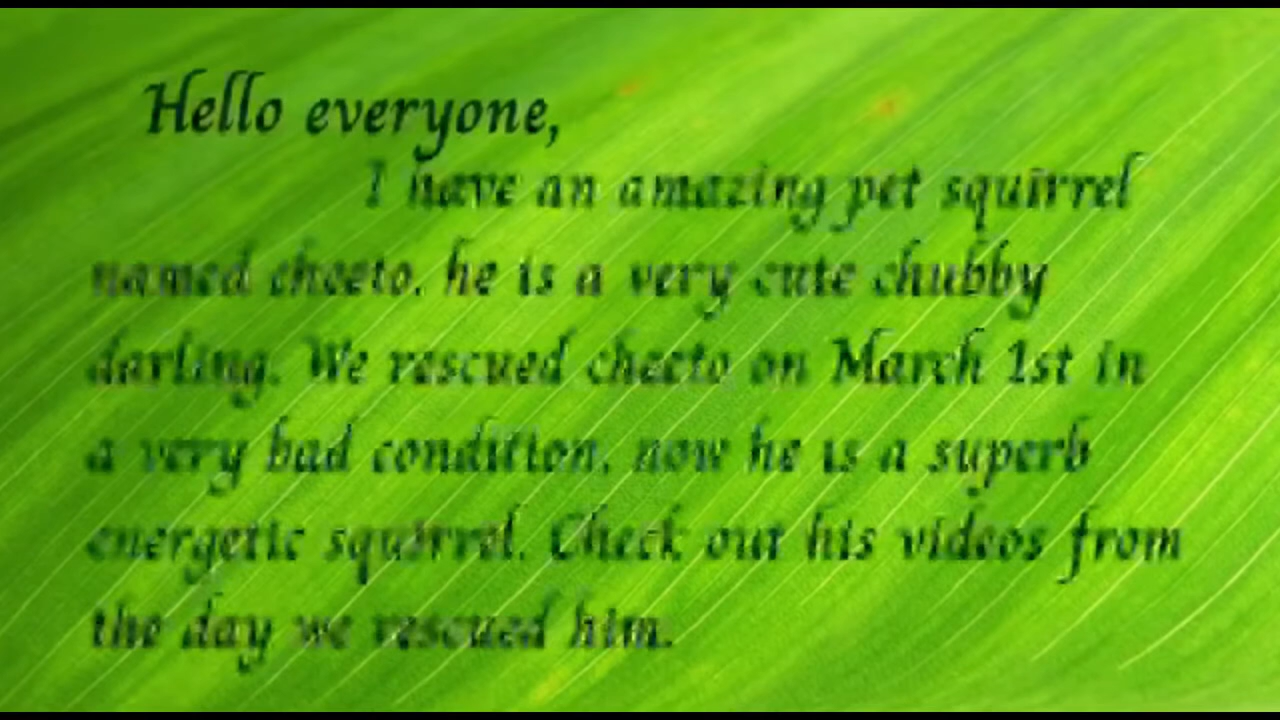 Hello everyone,
I have an amazing pet squirrel
named cheeto. he is a very cute chubby
darling. We rescued cheeto on March 1st in
a very bad condition. now he is a superb
energetic squirrel. Check out his videos from
the day we rescued him.